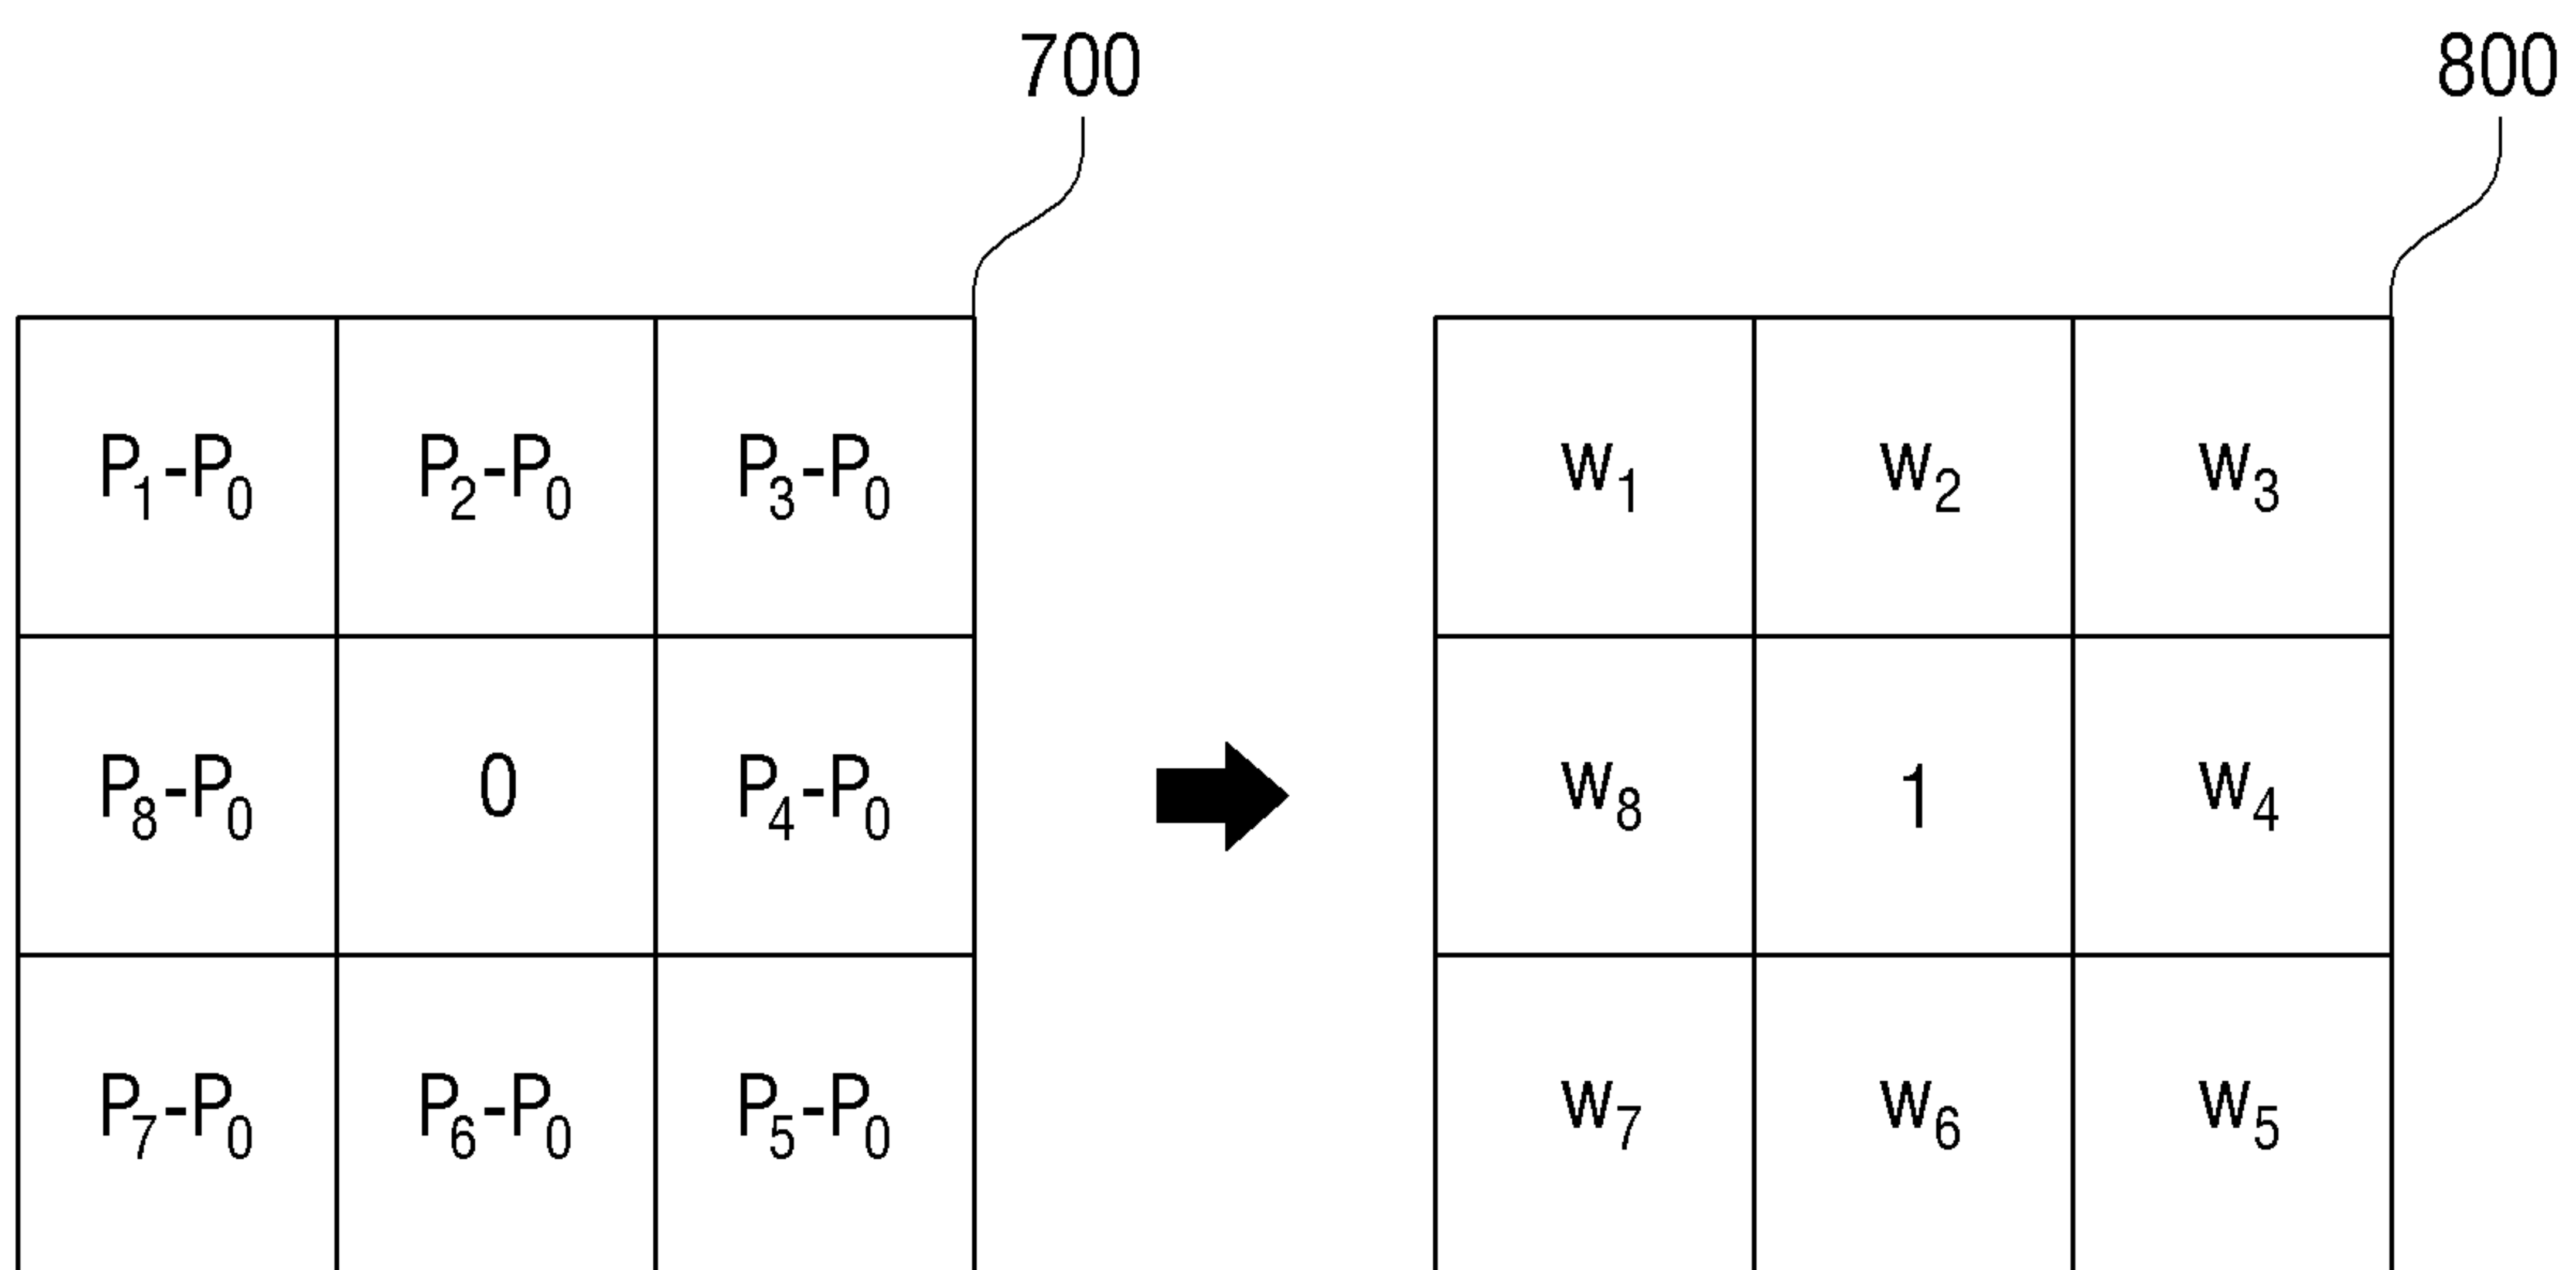 700 800
P₁-P₀ P₂-P₀ P₃-P₀ w₁ w₂ w₃
P₈-P₀ 0 P₄-P₀ w₈ 1 w₄
P₇-P₀ P₆-P₀ P₅-P₀ w₇ w₆ w₅